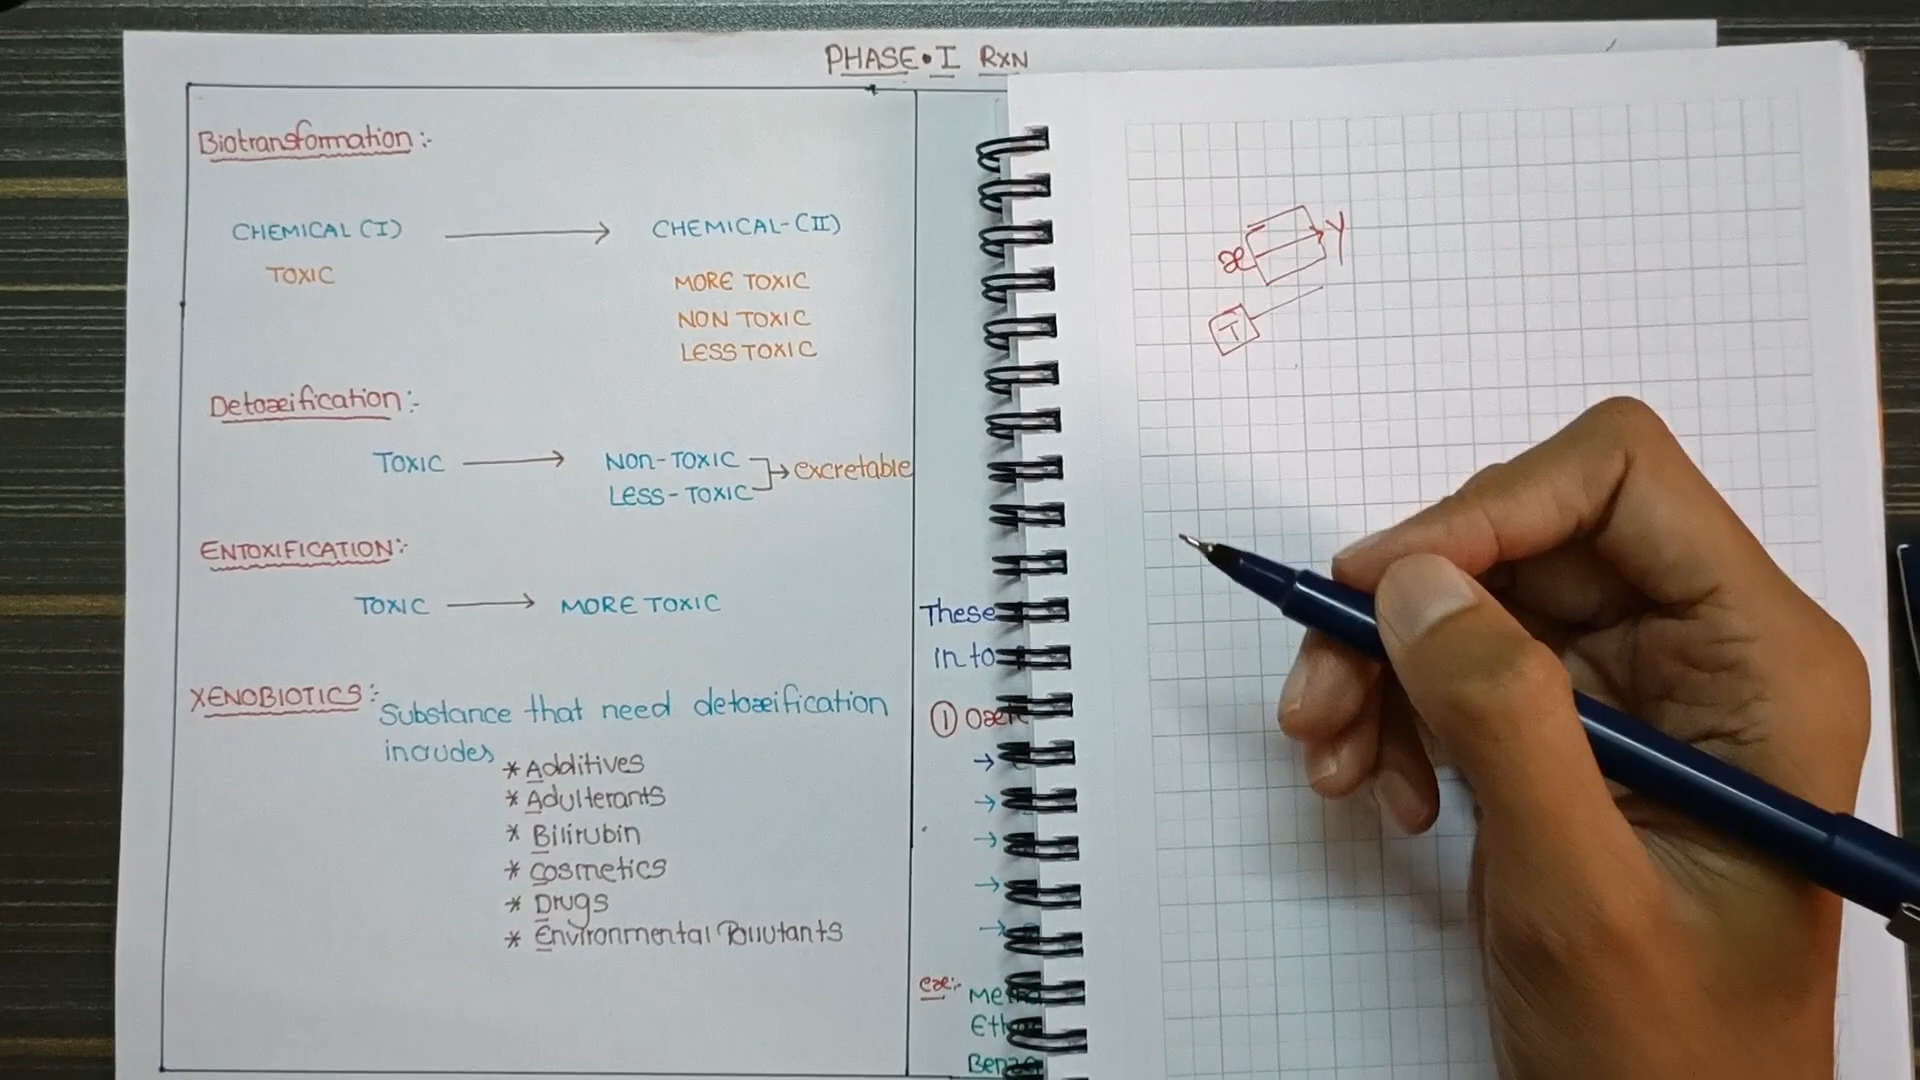 PHASE•I RXN
Biotransformation:-
CHEMICAL (I) → CHEMICAL-(II)
TOXIC
MORE TOXIC
NON TOXIC
LESS TOXIC
Detoxification:-
TOXIC → NON-TOXIC → excretable
LESS-TOXIC
ENTOXIFICATION:-
TOXIC → MORE TOXIC
XENOBIOTICS:- Substance that need detoxification
includes
* Additives
* Adulterants
* Bilirubin
* Cosmetics
* Drugs
* Environmental Pollutants
These
in to
①
→
→
→
→
→
ex:-
x → y
T